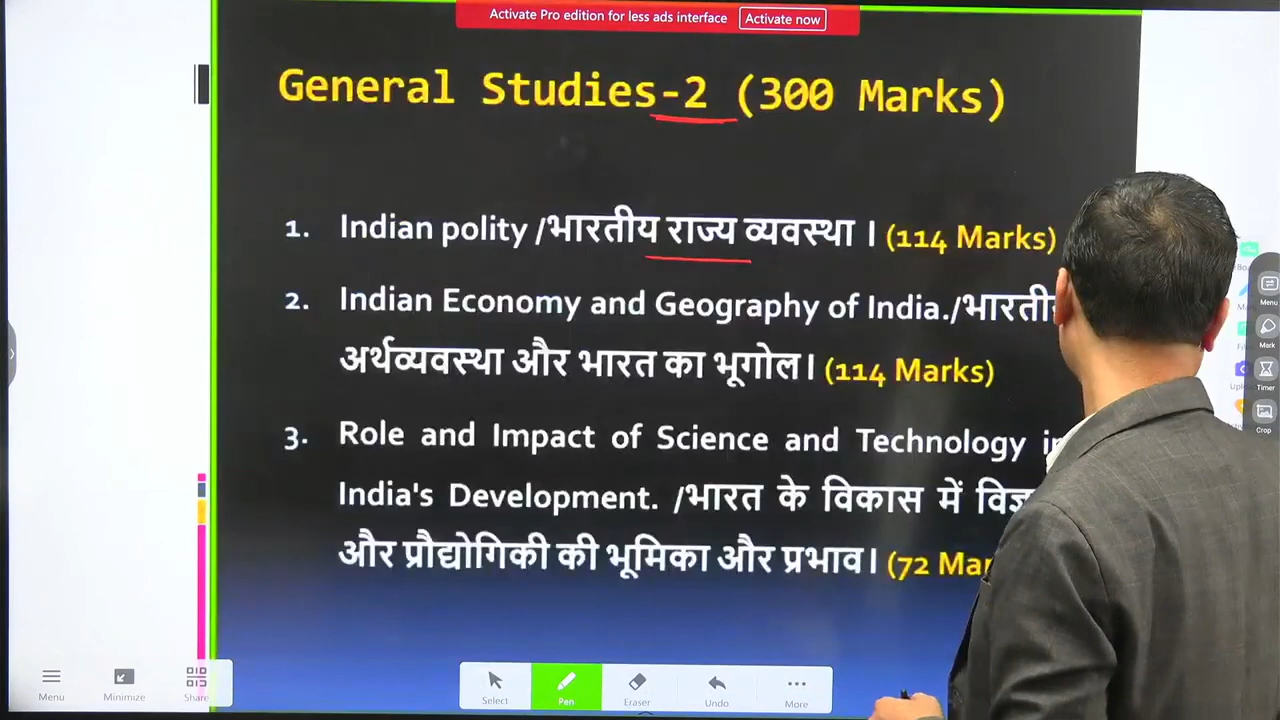 Activate Pro edition for less ads interface Activate now
General Studies-2 (300 Marks)
1. Indian polity /भारतीय राज्य व्यवस्था । (114 Marks)
2. Indian Economy and Geography of India./
अर्थव्यवस्था और भारत का भूगोल। (114 Marks)
3. Role and Impact of Science and Technology
India's Development. /भारत के विकास में
और प्रौद्योगिकी की भूमिका और प्रभाव। (72
Menu
Mark
Timer
Crop
Menu
Minimize
Share
Select
Pen
Eraser
Undo
More